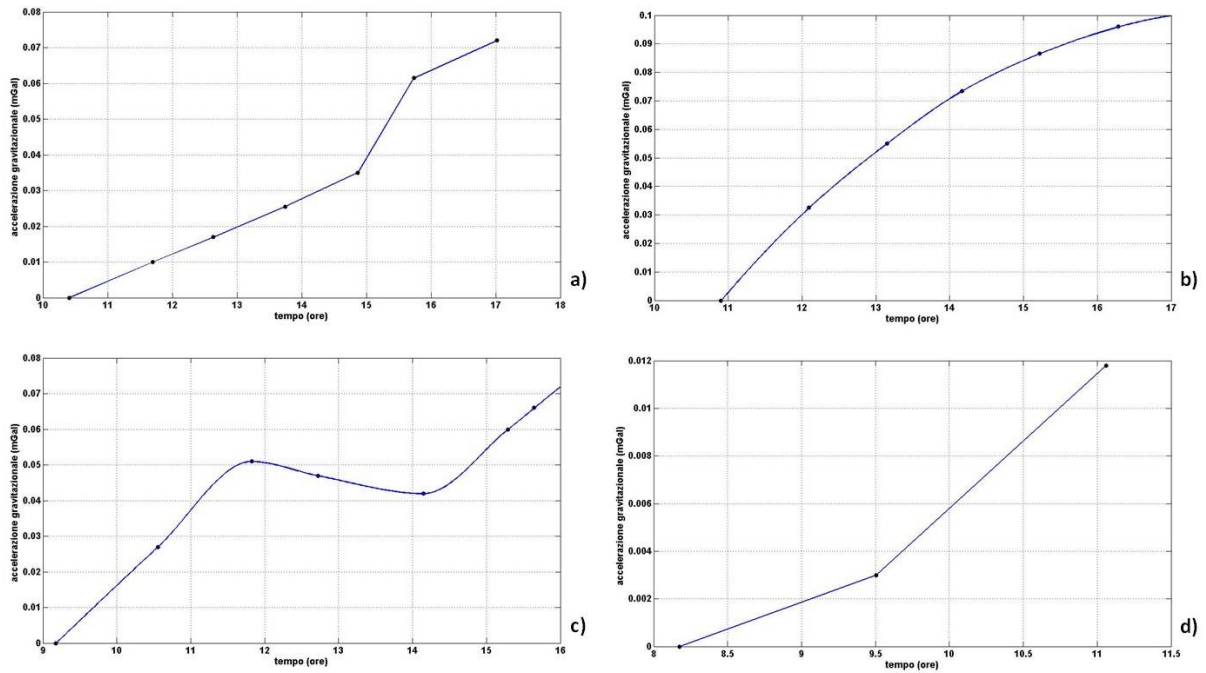 0.08
0.07
0.06
0.05
0.04
0.03
0.02
0.01
0
accelerazione gravitazionale (mGal)
10 11 12 13 14 15 16 17 18
tempo (ore)
a)
0.1
0.09
0.08
0.07
0.06
0.05
0.04
0.03
0.02
0.01
0
accelerazione gravitazionale (mGal)
10 11 12 13 14 15 16 17
tempo (ore)
b)
0.08
0.07
0.06
0.05
0.04
0.03
0.02
0.01
0
accelerazione gravitazionale (mGal)
9 10 11 12 13 14 15 16
tempo (ore)
c)
0.012
0.01
0.008
0.006
0.004
0.002
0
accelerazione gravitazionale (mGal)
8 8.5 9 9.5 10 10.5 11 11.5
tempo (ore)
d)